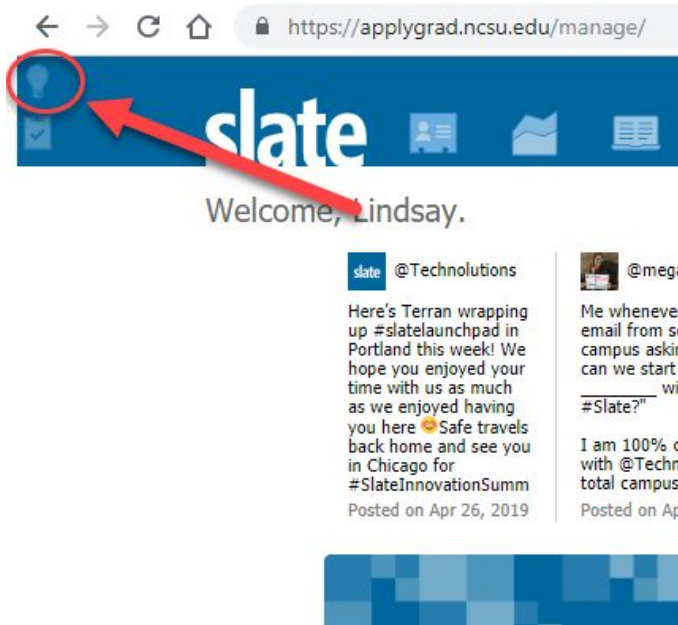 https://applygrad.ncsu.edu/manage/
slate
Welcome, Lindsay.
slate @Technolutions
Here's Terran wrapping
up #slatelaunchpad in
Portland this week! We
hope you enjoyed your
time with us as much
as we enjoyed having
you here 😊Safe travels
back home and see you
in Chicago for
#SlateInnovationSumm
Posted on Apr 26, 2019
@mega
Me wheneve
email from s
campus aski
can we start
________ wi
#Slate?"
I am 100%
with @Techn
total campus
Posted on Ap